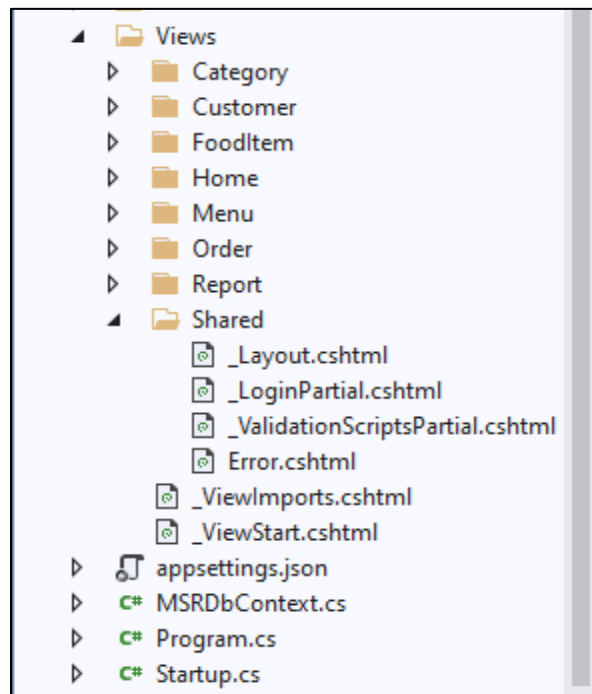 Views
Category
Customer
FoodItem
Home
Menu
Order
Report
Shared
_Layout.cshtml
_LoginPartial.cshtml
_ValidationScriptsPartial.cshtml
Error.cshtml
_ViewImports.cshtml
_ViewStart.cshtml
appsettings.json
C# MSRDbContext.cs
C# Program.cs
C# Startup.cs